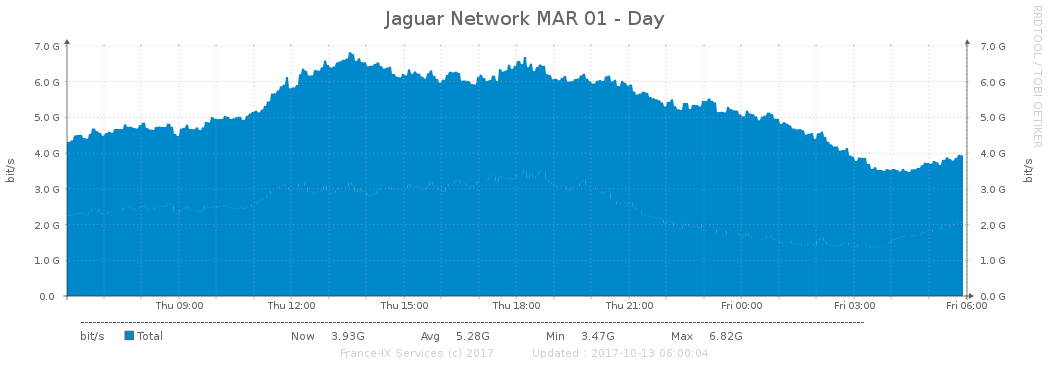 Jaguar Network MAR 01 - Day
RRDTOOL / TOBI OETIKER
bit/s
7.0 G
6.0 G
5.0 G
4.0 G
3.0 G
2.0 G
1.0 G
0.0
7.0 G
6.0 G
5.0 G
4.0 G
3.0 G
2.0 G
1.0 G
0.0 G
bit/s
Thu 09:00 Thu 12:00 Thu 15:00 Thu 18:00 Thu 21:00 Fri 00:00 Fri 03:00 Fri 06:00
bit/s Total Now 3.93G Avg 5.28G Min 3.47G Max 6.82G
France-IX Services (c) 2017 Updated : 2017-10-13 06:00:04